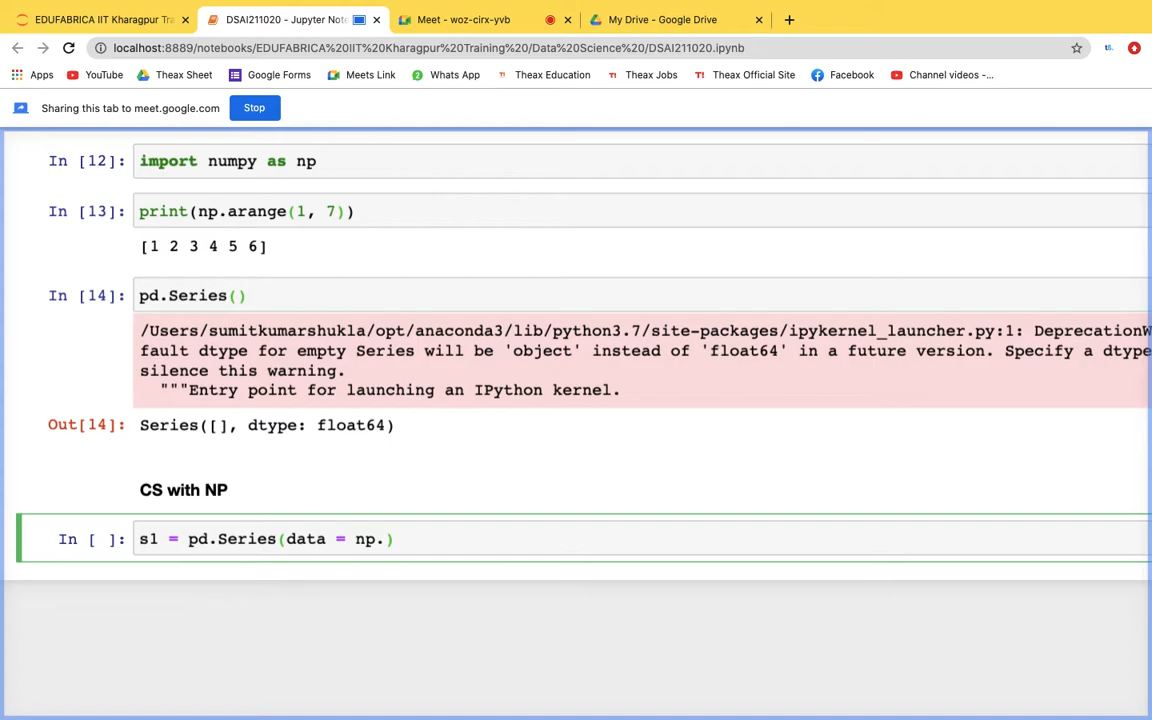 EDUFABRICA IIT Kharagpur Tra
DSAI211020 - Jupyter Note
Meet - woz-cirx-yvb
My Drive - Google Drive
localhost:8889/notebooks/EDUFABRICA%20IIT%20Kharagpur%20Training%20/Data%20Science%20/DSAI211020.ipynb
Apps YouTube Theax Sheet Google Forms Meets Link 2 Whats App T! Theax Education T! Theax Jobs T! Theax Official Site Facebook Channel videos -...
Sharing this tab to meet.google.com Stop
In [12]: import numpy as np
In [13]: print(np.arange(1, 7))
[1 2 3 4 5 6]
In [14]: pd.Series()
/Users/sumitkumarshukla/opt/anaconda3/lib/python3.7/site-packages/ipykernel_launcher.py:1: DeprecationW
fault dtype for empty Series will be 'object' instead of 'float64' in a future version. Specify a dtype
silence this warning.
"""Entry point for launching an IPython kernel.
Out[14]: Series([], dtype: float64)
CS with NP
In [ ]: s1 = pd.Series(data = np.)